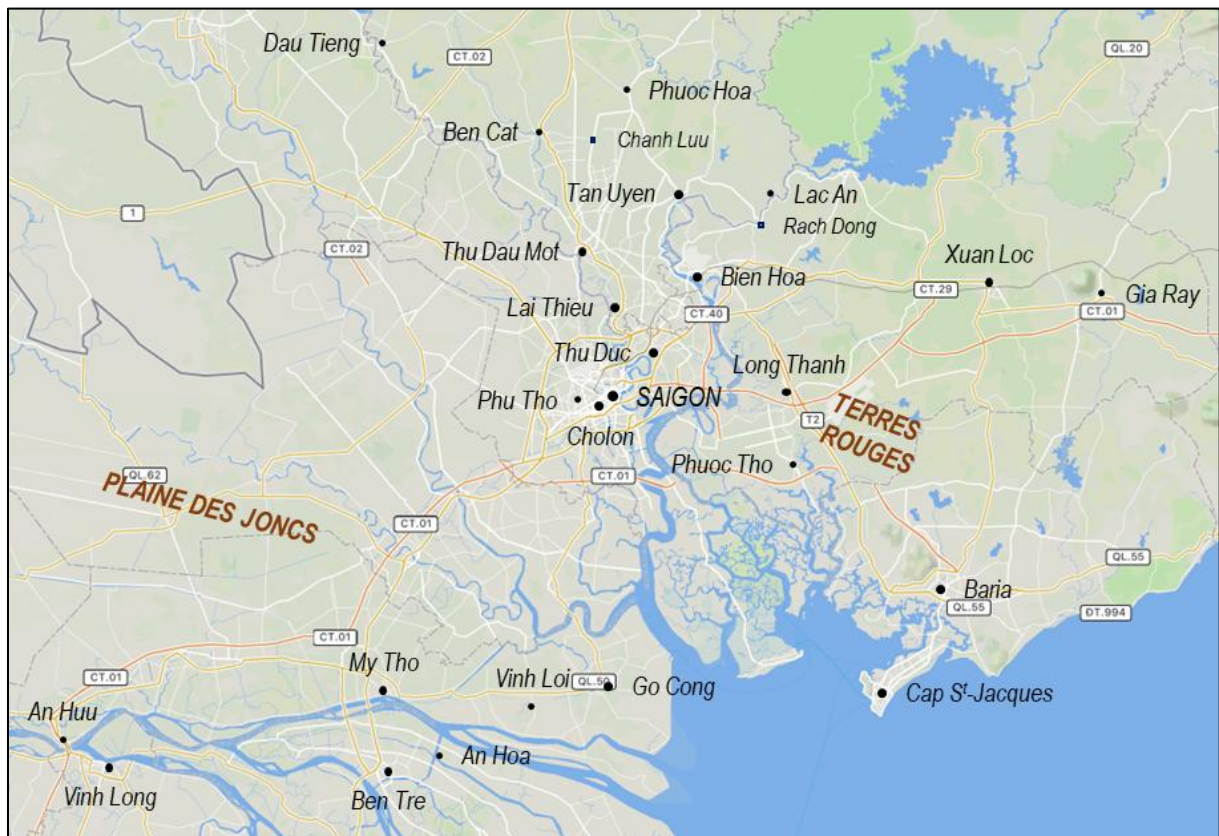 Dau Tieng
CT.02
QL.20
Phuoc Hoa
Ben Cat
Chanh Luu
Tan Uyen
Lac An
1
Rach Dong
CT.02
Thu Dau Mot
Xuan Loc
Bien Hoa
CT.29
Gia Ray
Lai Thieu
CT.40
CT.01
Thu Duc
Long Thanh
Phu Tho
SAIGON
Cholon
T2
TERRES
ROUGES
QL.62
Phuoc Tho
CT.01
PLAINE DES JONCS
CT.01
QL.55
Baria
QL.55
ĐT.994
CT.01
My Tho
CT.01
Vinh Loi
QL.50
Go Cong
Cap St-Jacques
An Huu
An Hoa
Vinh Long
Ben Tre